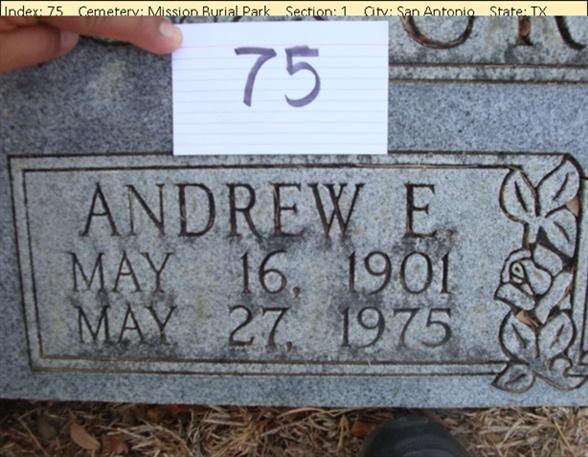 Index: 75 Cemetery: Mission Burial Park Section: 1 City: San Antonio State: TX
75
ANDREW E.
MAY 16, 1901
MAY 27, 1975